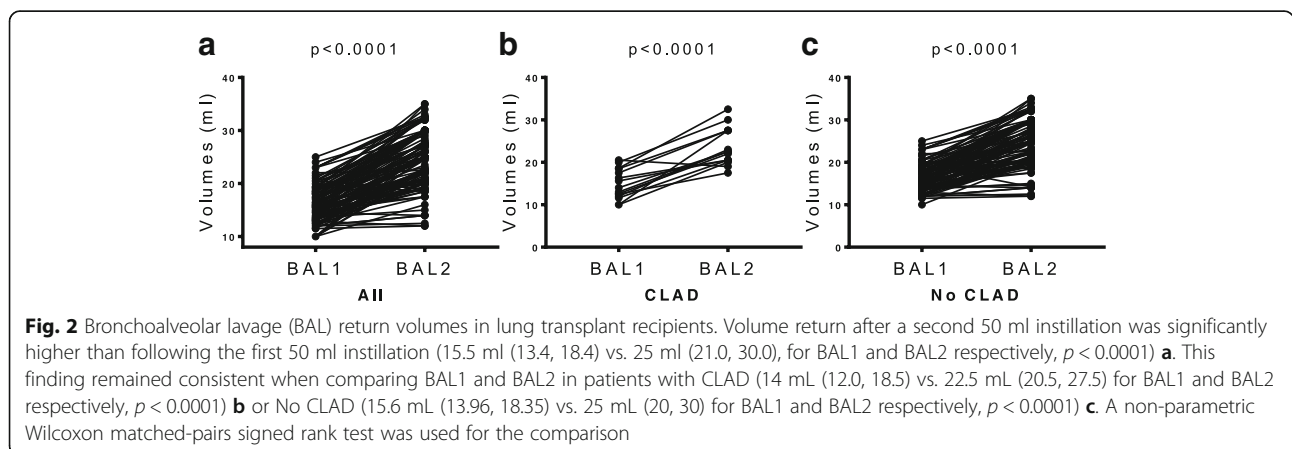 a b c
p<0.0001 p<0.0001 p<0.0001
Volumes (ml) 40 30 20 10 BAL1 BAL2 All
Volumes (ml) 40 30 20 10 0 BAL1 BAL2 CLAD
Volumes (ml) 40 30 20 10 0 BAL1 BAL2 No CLAD
Fig. 2 Bronchoalveolar lavage (BAL) return volumes in lung transplant recipients. Volume return after a second 50 ml instillation was significantly
higher than following the first 50 ml instillation (15.5 ml (13.4, 18.4) vs. 25 ml (21.0, 30.0), for BAL1 and BAL2 respectively, p < 0.0001) a. This
finding remained consistent when comparing BAL1 and BAL2 in patients with CLAD (14 mL (12.0, 18.5) vs. 22.5 mL (20.5, 27.5) for BAL1 and BAL2
respectively, p < 0.0001) b or No CLAD (15.6 mL (13.96, 18.35) vs. 25 mL (20, 30) for BAL1 and BAL2 respectively, p < 0.0001) c. A non-parametric
Wilcoxon matched-pairs signed rank test was used for the comparison